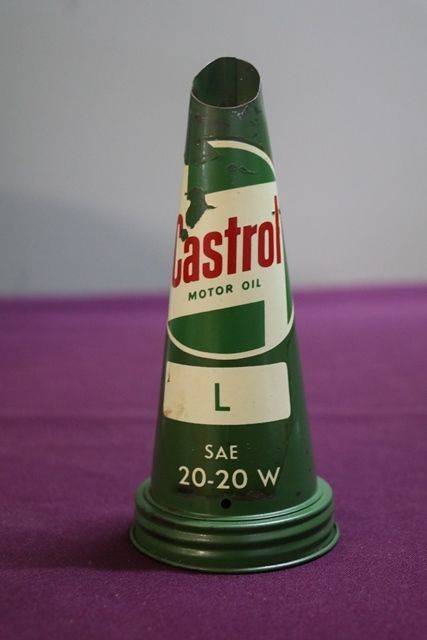 Castrol
MOTOR OIL
L
SAE
20-20 W